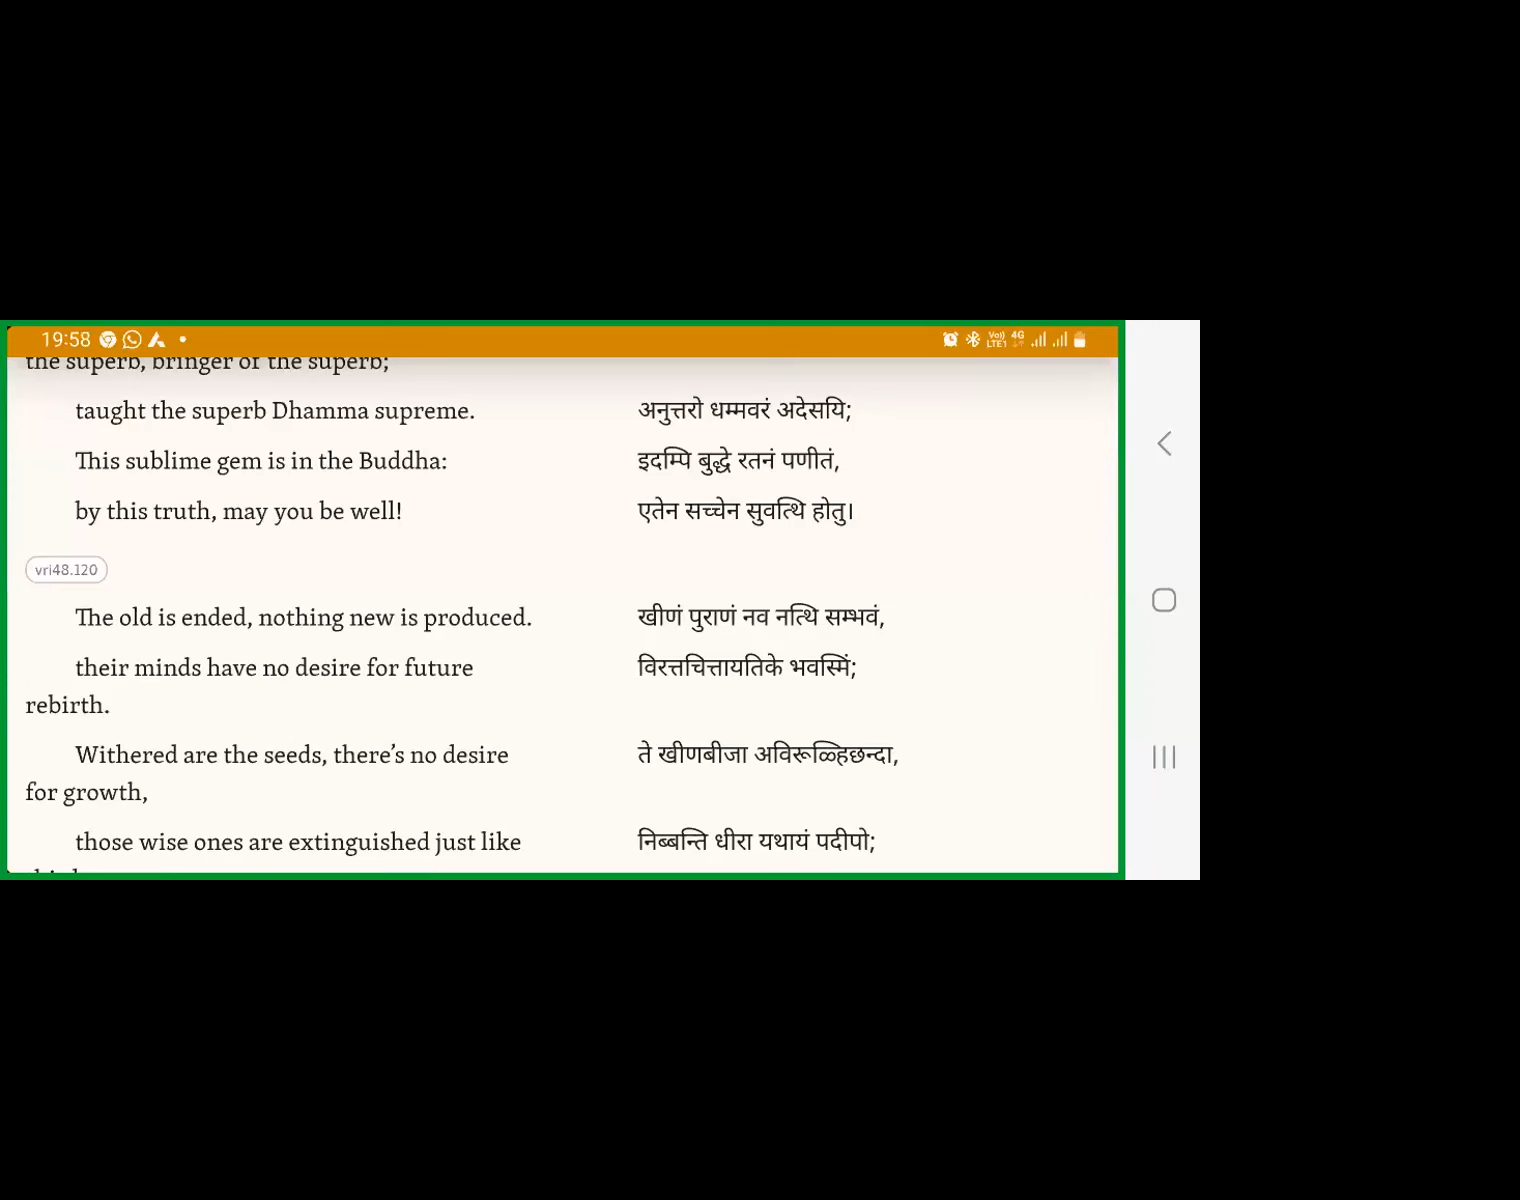 19:58
Vo)) LTE1 4G
the superb, bringer of the superb;
taught the superb Dhamma supreme.
अनुत्तरो धम्मवरं अदेसयि;
This sublime gem is in the Buddha:
इदम्पि बुद्धे रतनं पणीतं,
by this truth, may you be well!
एतेन सच्चेन सुवत्थि होतु।
vri48.120
The old is ended, nothing new is produced.
खीणं पुराणं नव नत्थि सम्भवं,
their minds have no desire for future
rebirth.
विरत्तचित्तायतिके भवस्मिं;
Withered are the seeds, there’s no desire
for growth,
ते खीणबीजा अविरूळ्हिछन्दा,
those wise ones are extinguished just like
निब्बन्ति धीरा यथायं पदीपो;